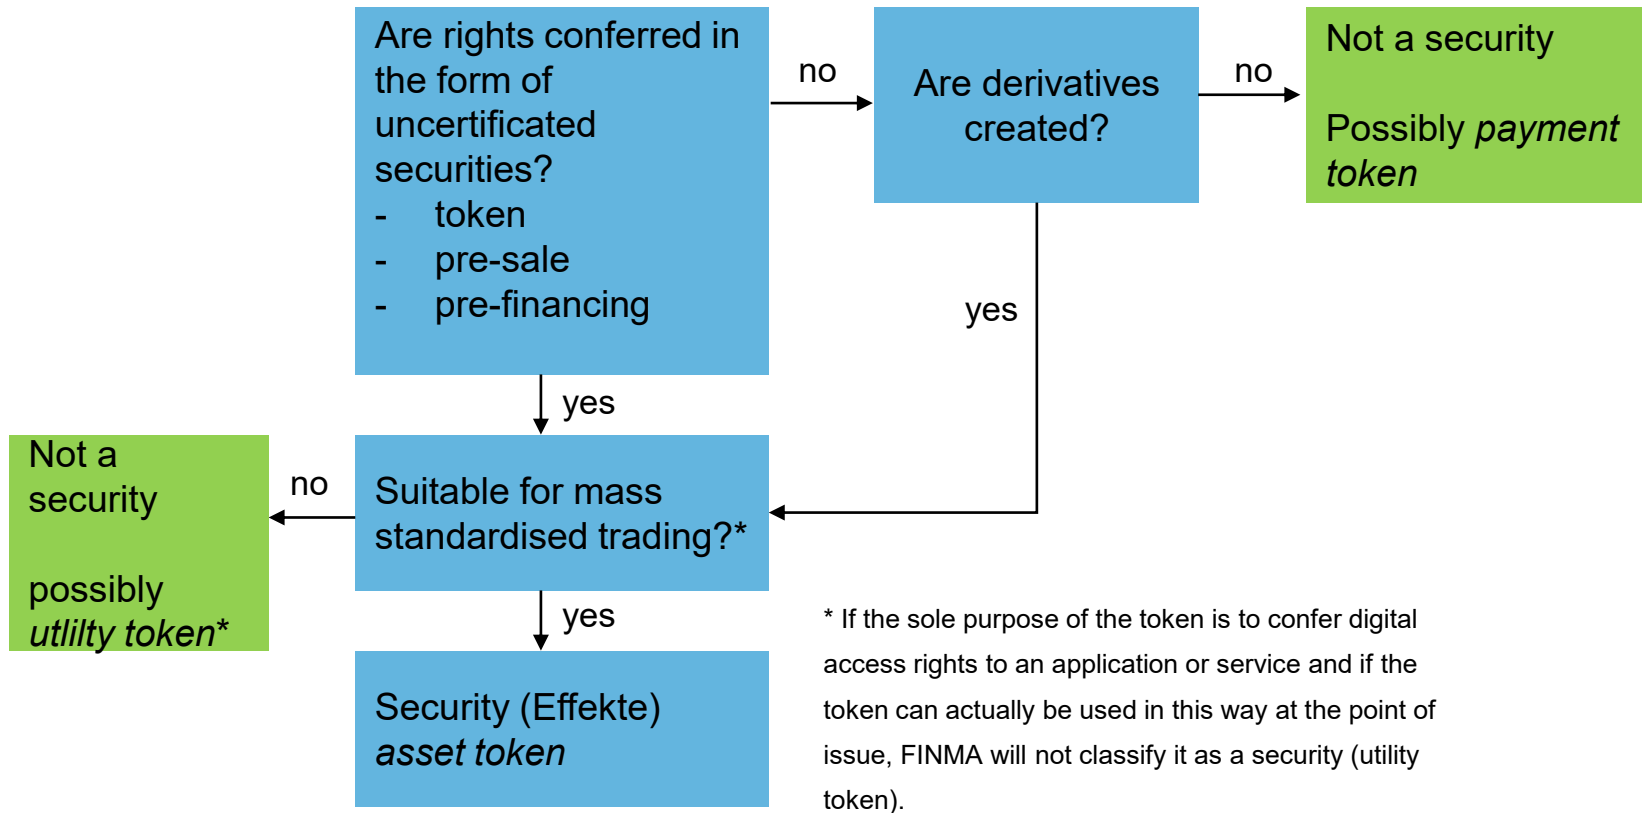 Are rights conferred in
the form of
uncertificated
securities?
- token
- pre-sale
- pre-financing
no
Are derivatives
created?
no
Not a security
Possibly payment
token
yes
yes
Not a
security
possibly
utlilty token*
no
Suitable for mass
standardised trading?*
yes
Security (Effekte)
asset token
* If the sole purpose of the token is to confer digital
access rights to an application or service and if the
token can actually be used in this way at the point of
issue, FINMA will not classify it as a security (utility
token).